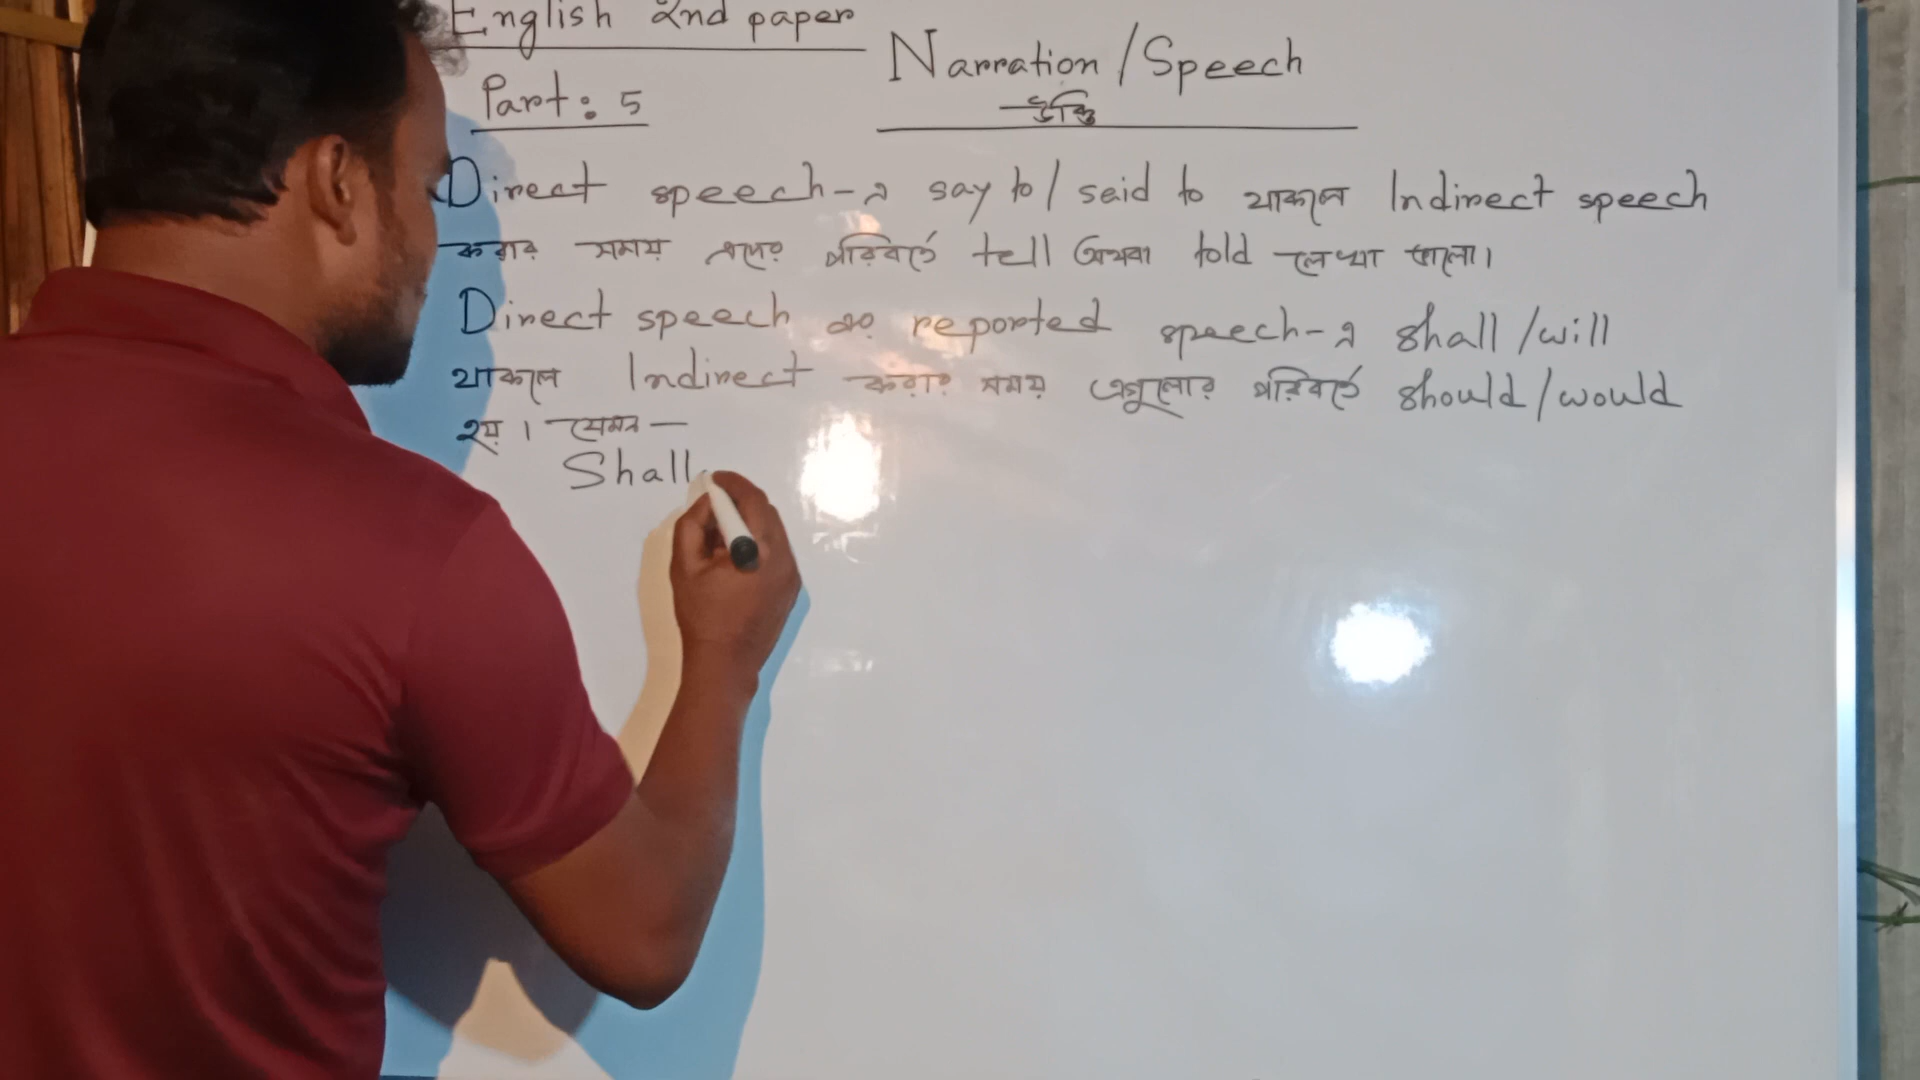 English 2nd paper
Narration / Speech
Part: 5
উক্তি
Direct speech-এ say to / said to থাকলে Indirect speech
করার সময় এদের পরিবর্তে tell অথবা told লেখা ভালো।
Direct speech এর reported speech-এ shall / will
থাকলে Indirect করার সময় এগুলোর পরিবর্তে should / would
হয়। যেমন—
Shall